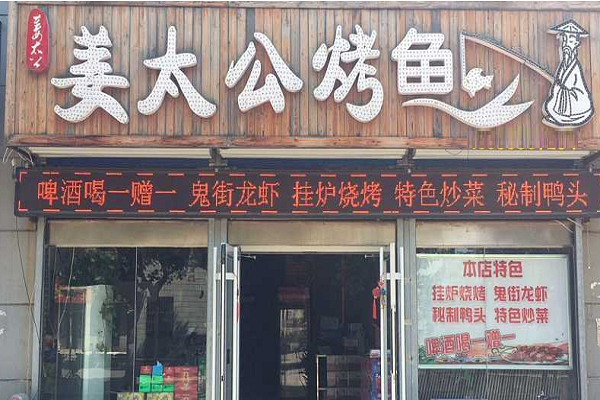 姜太公
姜太公烤鱼
啤酒喝一赠一 鬼街龙虾 挂炉烧烤 特色炒菜 秘制鸭头
本店特色
挂炉烧烤 鬼街龙虾
秘制鸭头 特色炒菜
啤酒喝一赠一